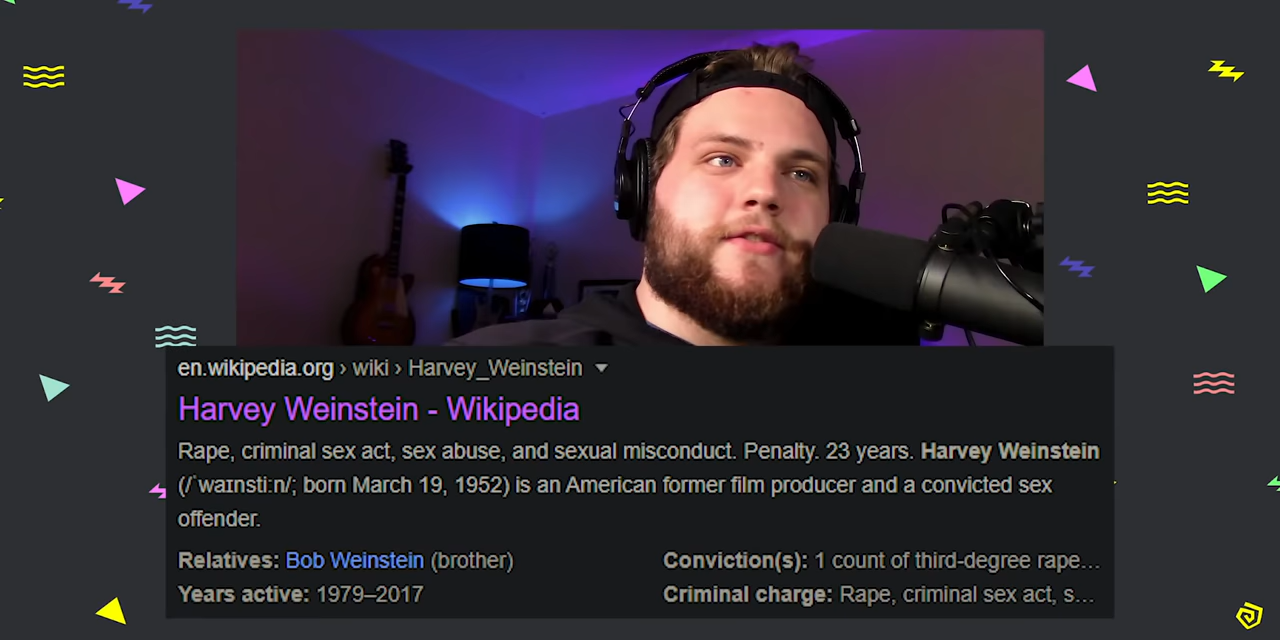 en.wikipedia.org › wiki › Harvey_Weinstein
Harvey Weinstein - Wikipedia
Rape, criminal sex act, sex abuse, and sexual misconduct. Penalty. 23 years. Harvey Weinstein
(/ˈwaɪnstiːn/; born March 19, 1952) is an American former film producer and a convicted sex
offender.
Relatives: Bob Weinstein (brother)
Conviction(s): 1 count of third-degree rape...
Years active: 1979–2017
Criminal charge: Rape, criminal sex act, s...